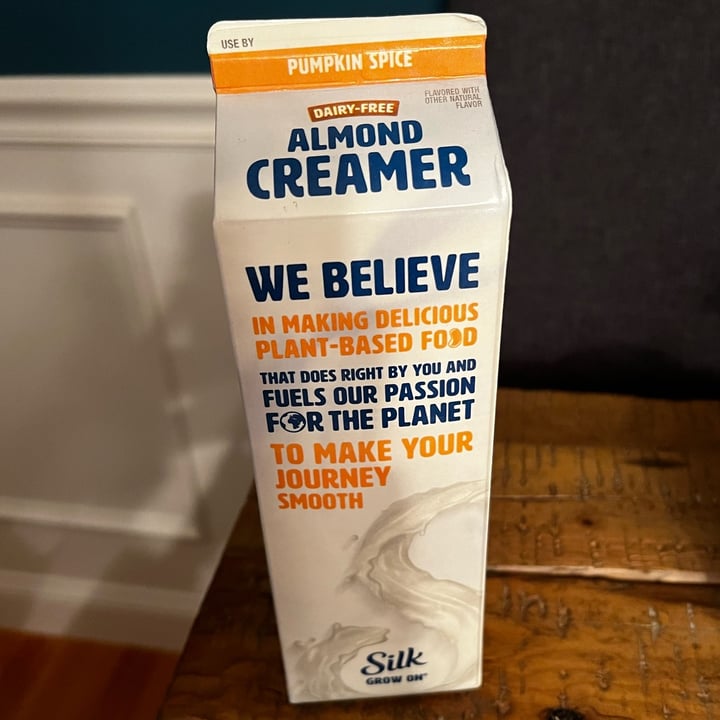 USE BY
PUMPKIN SPICE
FLAVORED WITH
OTHER NATURAL
FLAVOR
DAIRY-FREE
ALMOND
CREAMER
WE BELIEVE
IN MAKING DELICIOUS
PLANT-BASED FOOD
THAT DOES RIGHT BY YOU AND
FUELS OUR PASSION
FOR THE PLANET
TO MAKE YOUR
JOURNEY
SMOOTH
Silk
GROW ON™